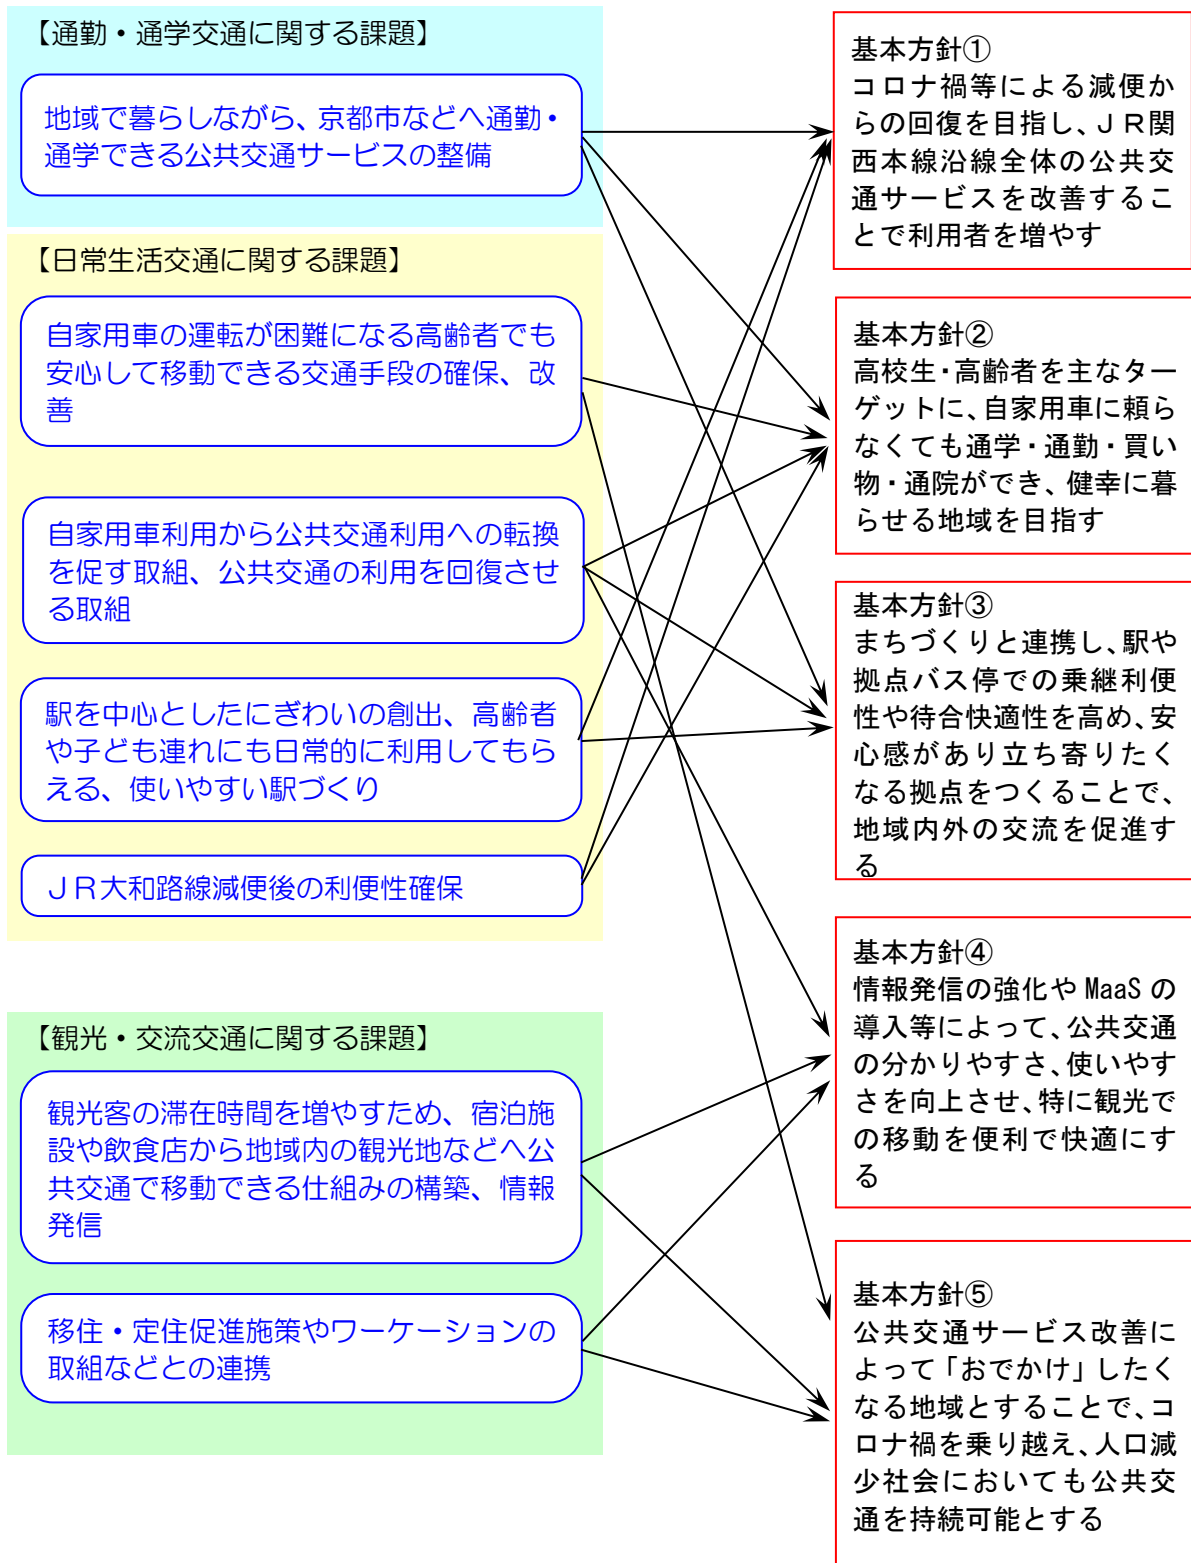 【通勤・通学交通に関する課題】
地域で暮らしながら、京都市などへ通勤・
通学できる公共交通サービスの整備
【日常生活交通に関する課題】
自家用車の運転が困難になる高齢者でも
安心して移動できる交通手段の確保、改
善
自家用車利用から公共交通利用への転換
を促す取組、公共交通の利用を回復させ
る取組
駅を中心としたにぎわいの創出、高齢者
や子ども連れにも日常的に利用してもら
える、使いやすい駅づくり
ＪＲ大和路線減便後の利便性確保
【観光・交流交通に関する課題】
観光客の滞在時間を増やすため、宿泊施
設や飲食店から地域内の観光地などへ公
共交通で移動できる仕組みの構築、情報
発信
移住・定住促進施策やワーケーションの
取組などとの連携
基本方針①
コロナ禍等による減便か
らの回復を目指し、ＪＲ関
西本線沿線全体の公共交
通サービスを改善するこ
とで利用者を増やす
基本方針②
高校生・高齢者を主なター
ゲットに、自家用車に頼ら
なくても通学・通勤・買い
物・通院ができ、健幸に暮
らせる地域を目指す
基本方針③
まちづくりと連携し、駅や
拠点バス停での乗継利便
性や待合快適性を高め、安
心感があり立ち寄りたく
なる拠点をつくることで、
地域内外の交流を促進す
る
基本方針④
情報発信の強化や MaaS の
導入等によって、公共交通
の分かりやすさ、使いやす
さを向上させ、特に観光で
の移動を便利で快適にす
る
基本方針⑤
公共交通サービス改善に
よって「おでかけ」したく
なる地域とすることで、コ
ロナ禍を乗り越え、人口減
少社会においても公共交
通を持続可能とする